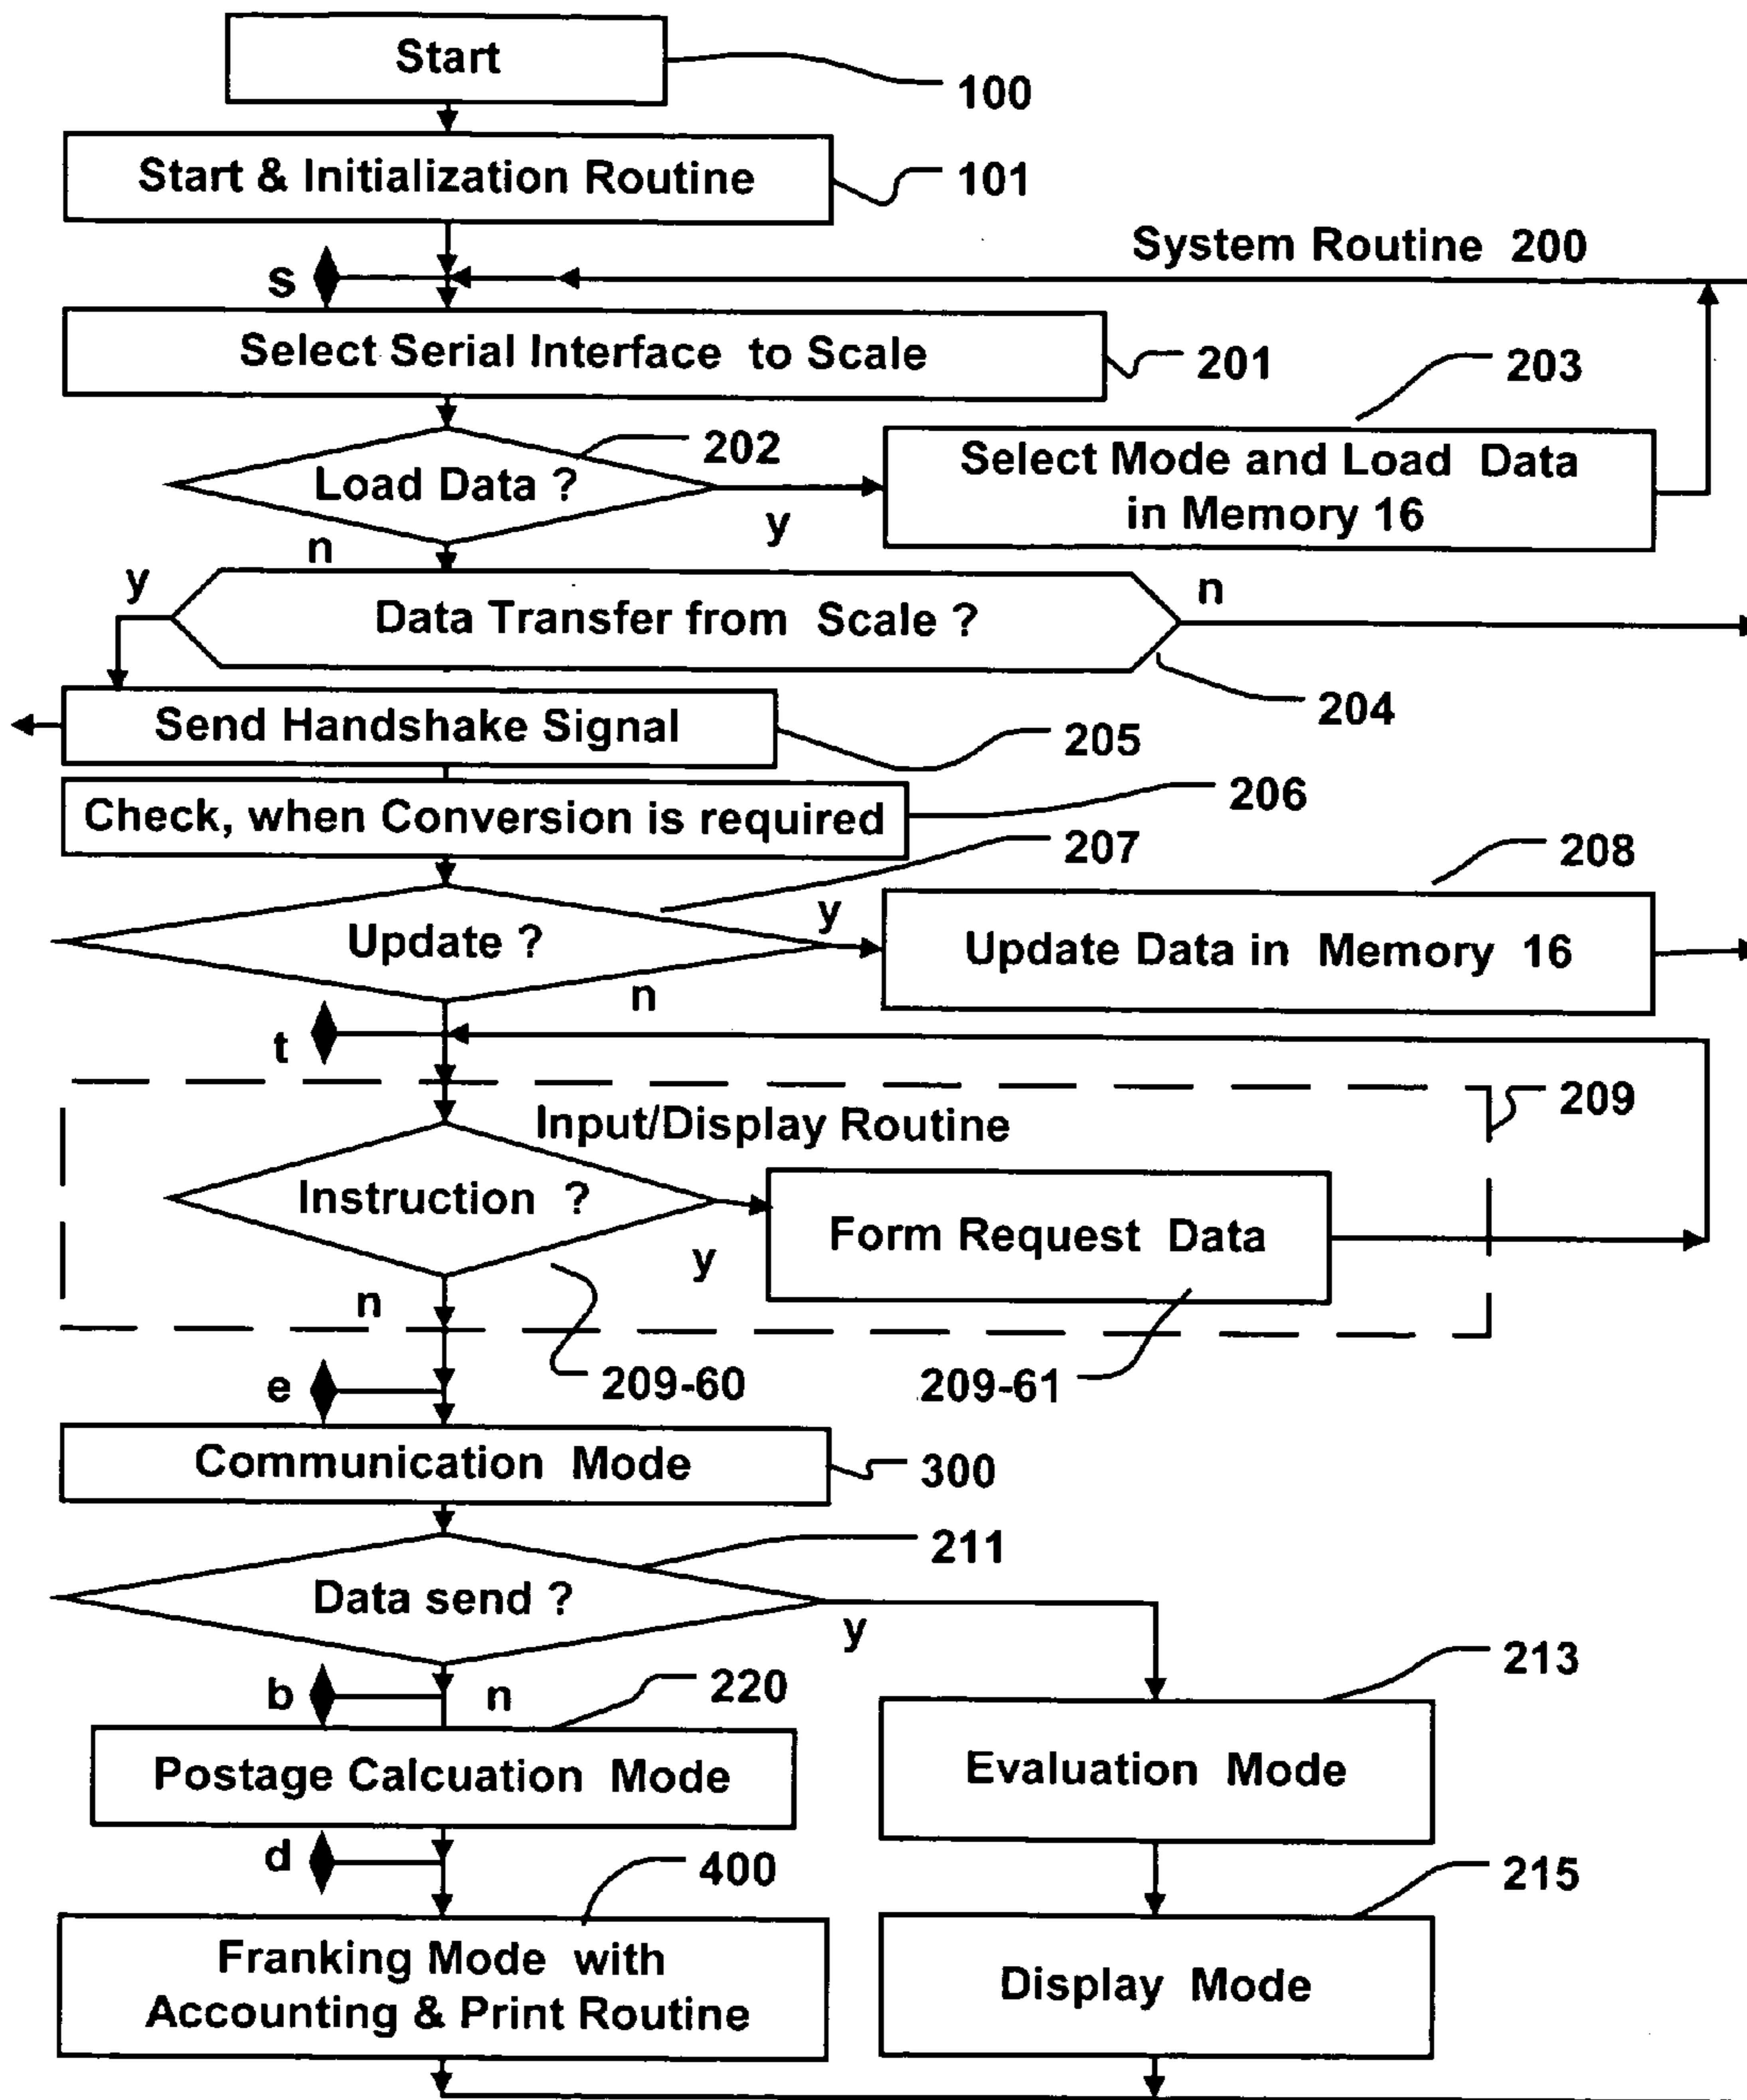 Start
100
Start & Initialization Routine
101
System Routine 200
s
Select Serial Interface to Scale
201
203
202
Load Data ?
y
Select Mode and Load Data
in Memory 16
n
y
Data Transfer from Scale ?
n
204
Send Handshake Signal
205
Check, when Conversion is required
206
207
208
Update ?
y
Update Data in Memory 16
n
t
209
Input/Display Routine
Instruction ?
y
Form Request Data
n
209-60
209-61
e
Communication Mode
300
211
Data send ?
y
213
b
n
220
Postage Calcuation Mode
Evaluation Mode
d
400
215
Franking Mode with
Accounting & Print Routine
Display Mode